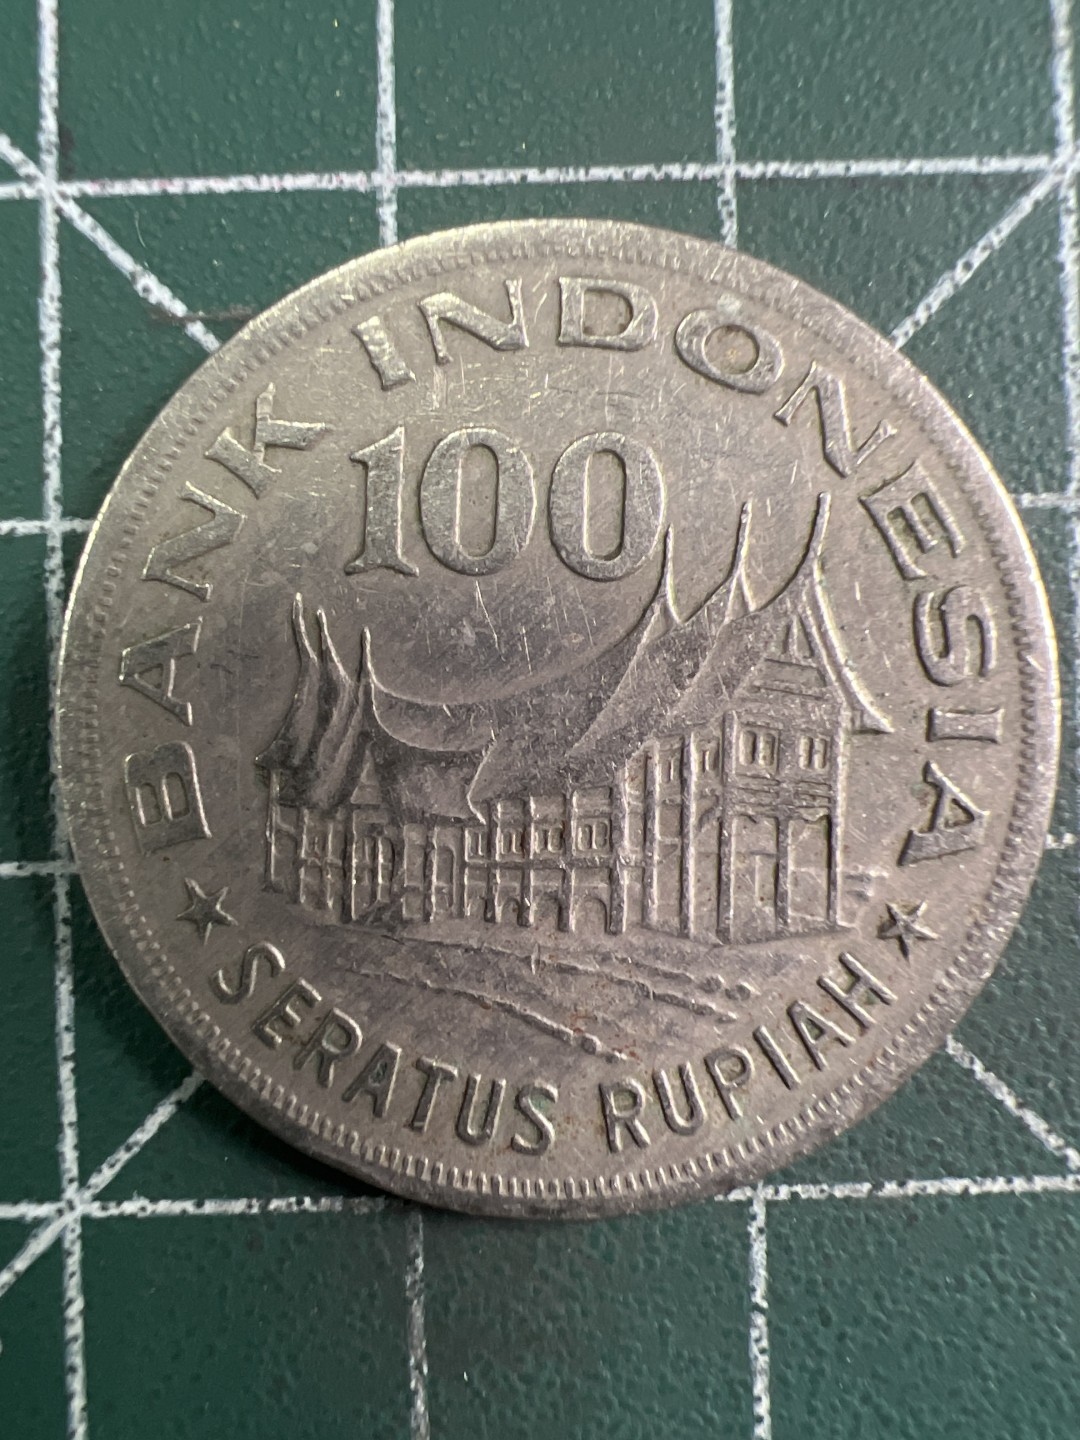 BANK INDONESIA
100
SERATUS RUPIAH